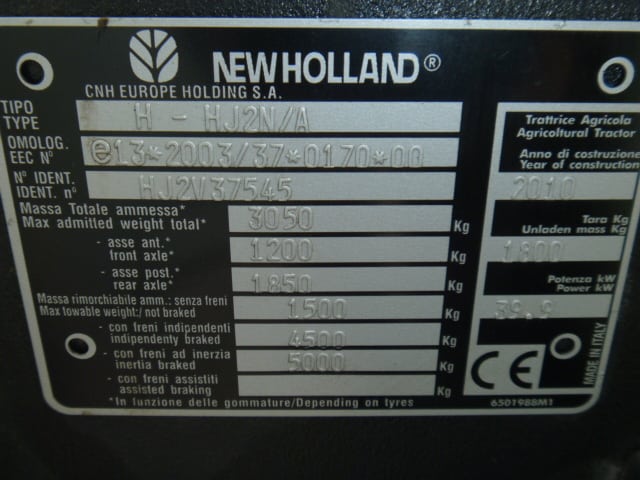 NEW HOLLAND®
CNH EUROPE HOLDING S.A.
TIPO
TYPE H - HJ2N/A
OMOLOG.
EEC N° e13*2003/37*0170*00
N° IDENT.
IDENT. n° HJ2V37545
Massa Totale ammessa*
Max admitted weight total* 3050 Kg
- asse ant.*
front axle* 1200 Kg
- asse post.*
rear axle* 1850 Kg
Massa rimorchiabile amm.: senza freni
Max towable weight:/ not braked 1500 Kg
- con freni indipendenti
indipendenty braked 4500 Kg
- con freni ad inerzia
inertia braked 5000 Kg
- con freni assistiti
assisted braking Kg
*In funzione delle gommature/Depending on tyres
Trattrice Agricola
Agricoltural Tractor
Anno di costruzione
Year of construction
2010
Tara Kg
Unladen mass Kg
1800
Potenza kW
Power kW
39.9
CE
MADE IN ITALY
6501988M1